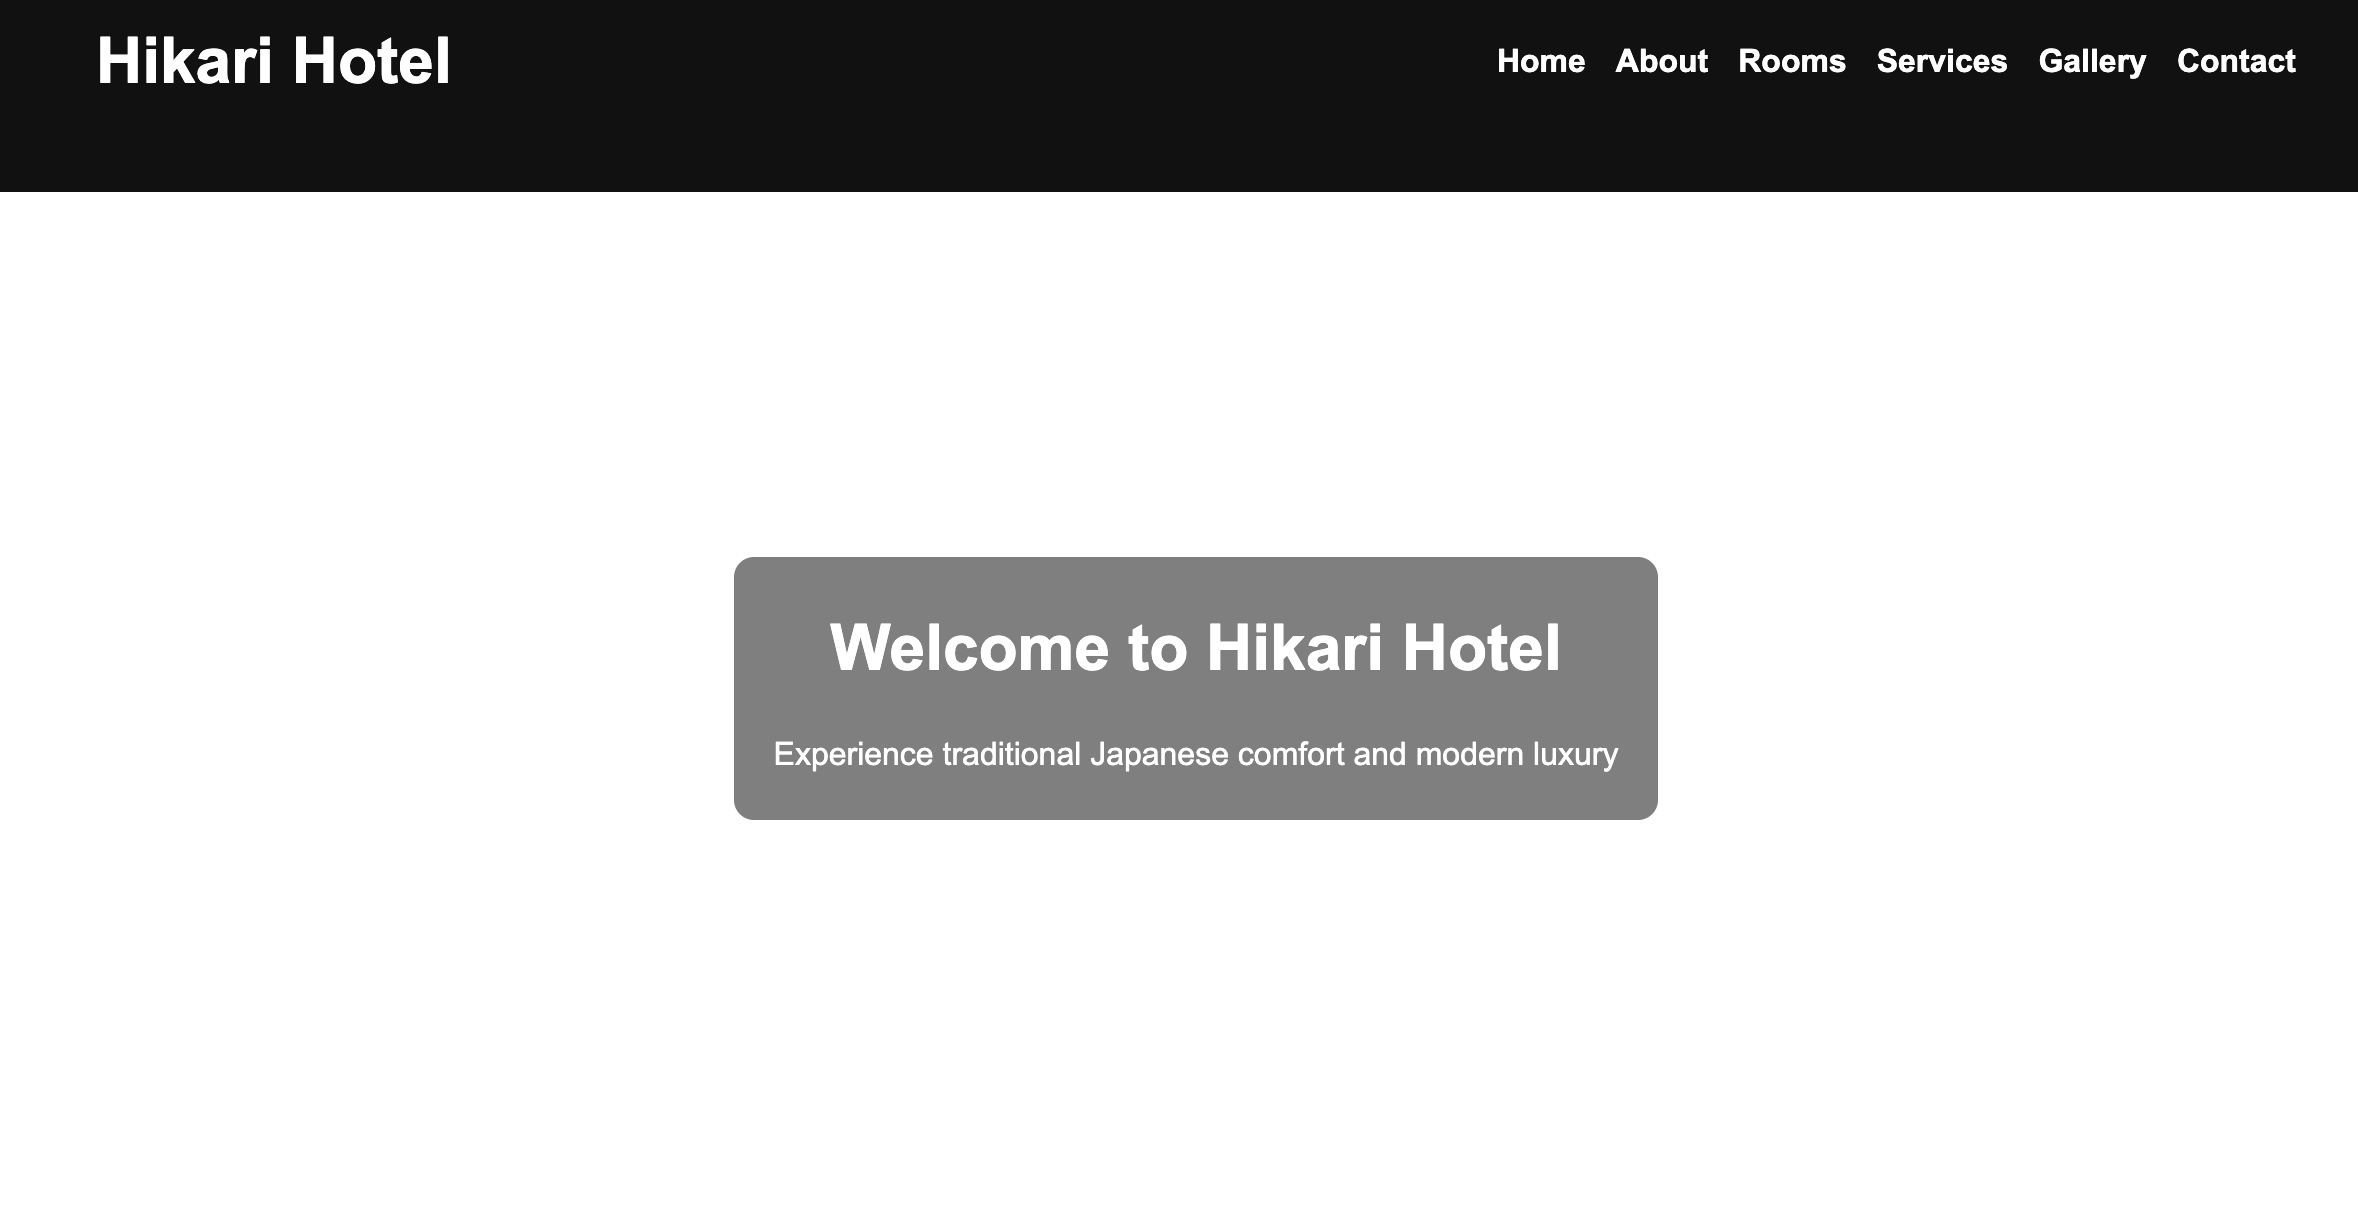 Hikari Hotel
Home About Rooms Services Gallery Contact
Welcome to Hikari Hotel
Experience traditional Japanese comfort and modern luxury